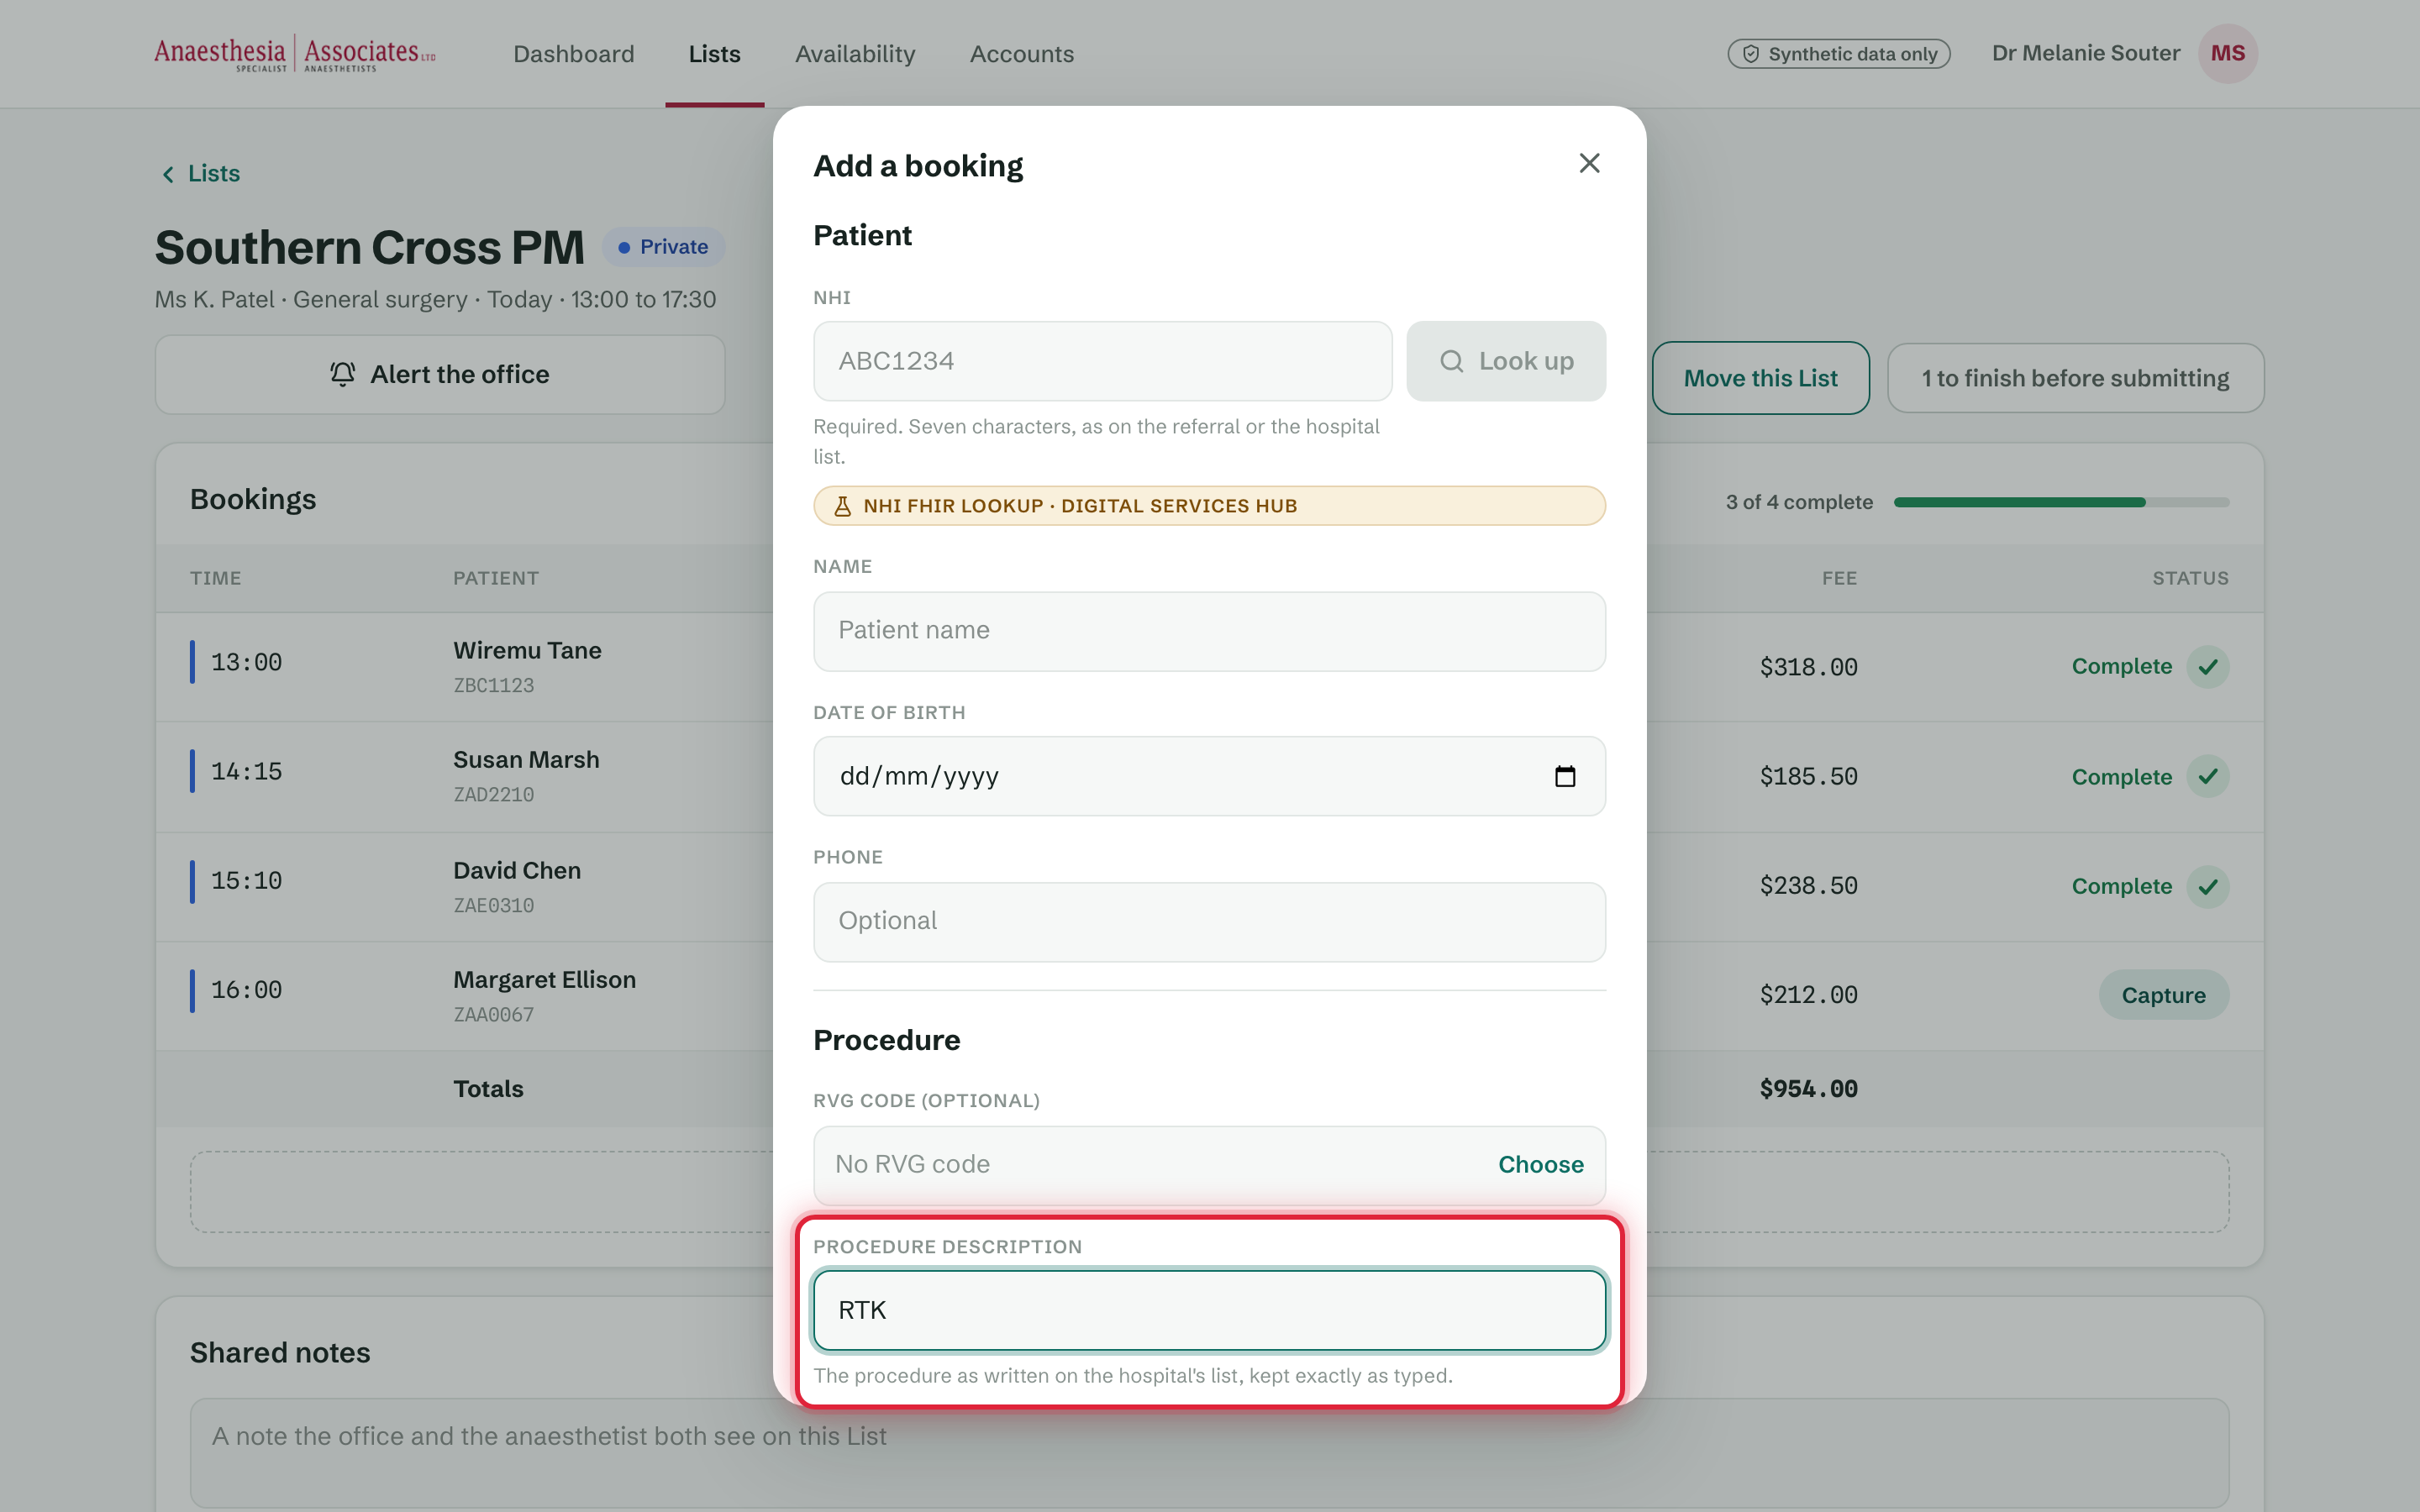 Anaesthesia Associates LTD
SPECIALIST ANAESTHETISTS
Dashboard
Lists
Availability
Accounts
Synthetic data only
Dr Melanie Souter
MS
Lists
Southern Cross PM
Private
Ms K. Patel · General surgery · Today · 13:00 to 17:30
Alert the office
Move this List
1 to finish before submitting
Bookings
3 of 4 complete
TIME
PATIENT
FEE
STATUS
13:00
Wiremu Tane
ZBC1123
$318.00
Complete
14:15
Susan Marsh
ZAD2210
$185.50
Complete
15:10
David Chen
ZAE0310
$238.50
Complete
16:00
Margaret Ellison
ZAA0067
$212.00
Capture
Totals
$954.00
Shared notes
A note the office and the anaesthetist both see on this List
Add a booking
Patient
NHI
ABC1234
Look up
Required. Seven characters, as on the referral or the hospital
list.
NHI FHIR LOOKUP · DIGITAL SERVICES HUB
NAME
Patient name
DATE OF BIRTH
dd/mm/yyyy
PHONE
Optional
Procedure
RVG CODE (OPTIONAL)
No RVG code
Choose
PROCEDURE DESCRIPTION
RTK
The procedure as written on the hospital's list, kept exactly as typed.